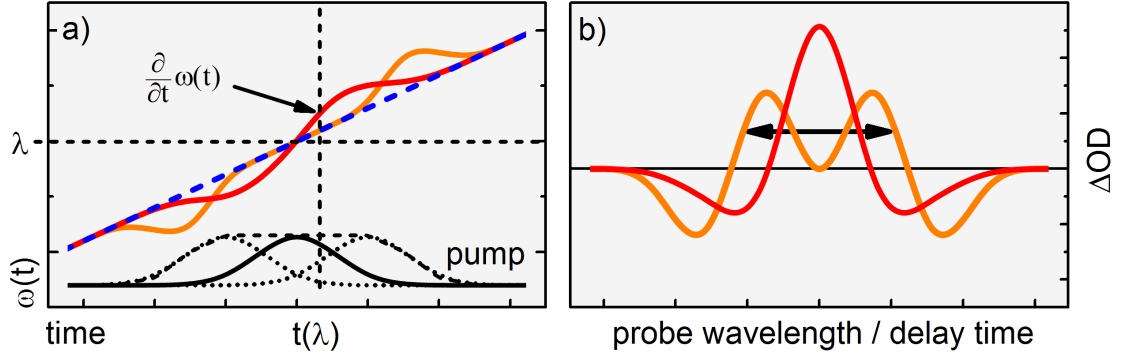 a)
∂/∂t ω(t)
λ
pump
ω(t)
time
t(λ)
b)
ΔOD
probe wavelength / delay time